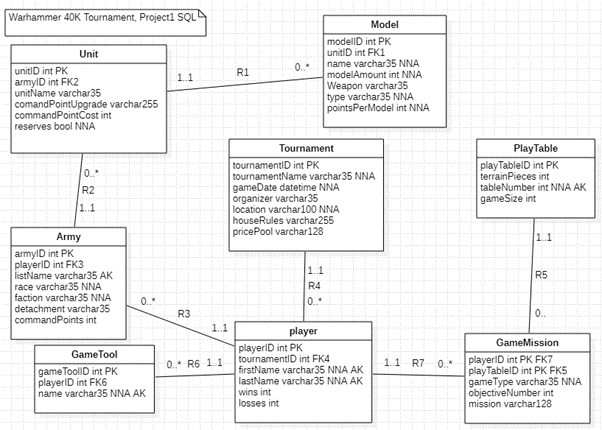 Warhammer 40K Tournament, Project1 SQL
Unit
unitID int PK
armyID int FK2
unitName varchar35
comandPointUpgrade varchar255
commandPointCost int
reserves bool NNA
1..1
R1
0..*
Model
modelID int PK
unitID int FK1
name varchar35 NNA
modelAmount int NNA
Weapon varchar35
type varchar35 NNA
pointsPerModel int NNA
0..*
R2
1..1
Tournament
tournamentID int PK
tournamentName varchar35 NNA
gameDate datetime NNA
organizer varchar35
location varchar100 NNA
houseRules varchar255
pricePool varchar128
PlayTable
playTableID int PK
terrainPieces int
tableNumber int NNA AK
gameSize int
Army
armyID int PK
playerID int FK3
listName varchar35 AK
race varchar35 NNA
faction varchar35 NNA
detachment varchar35
commandPoints int
0..*
R3
1..1
1..1
R4
0..*
1..1
R5
0..
GameTool
gameToolID int PK
playerID int FK6
name varchar35 NNA AK
0..*
R6
1..1
player
playerID int PK
tournamentID int FK4
firstName varchar35 NNA AK
lastName varchar35 NNA AK
wins int
losses int
1..1
R7
0..*
GameMission
playerID int PK FK7
playTableID int PK FK5
gameType varchar35 NNA
objectiveNumber int
mission varchar128